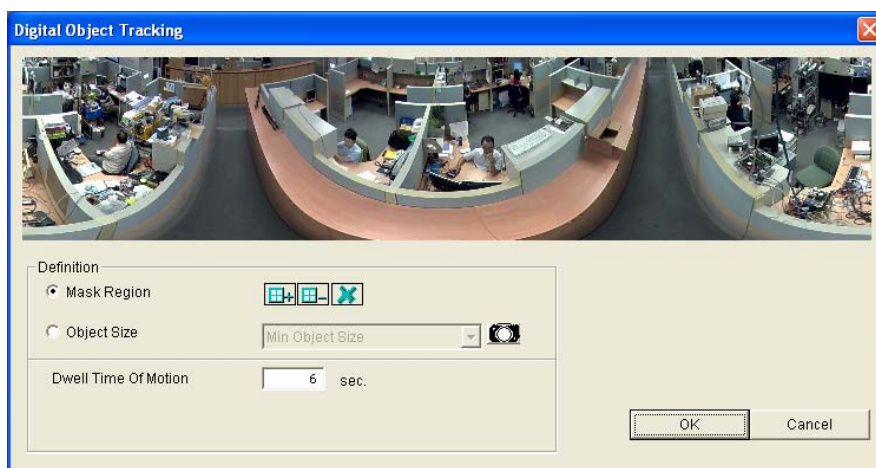 Digital Object Tracking
Definition
Mask Region
Object Size
Min Object Size
Dwell Time Of Motion 6 sec.
OK Cancel